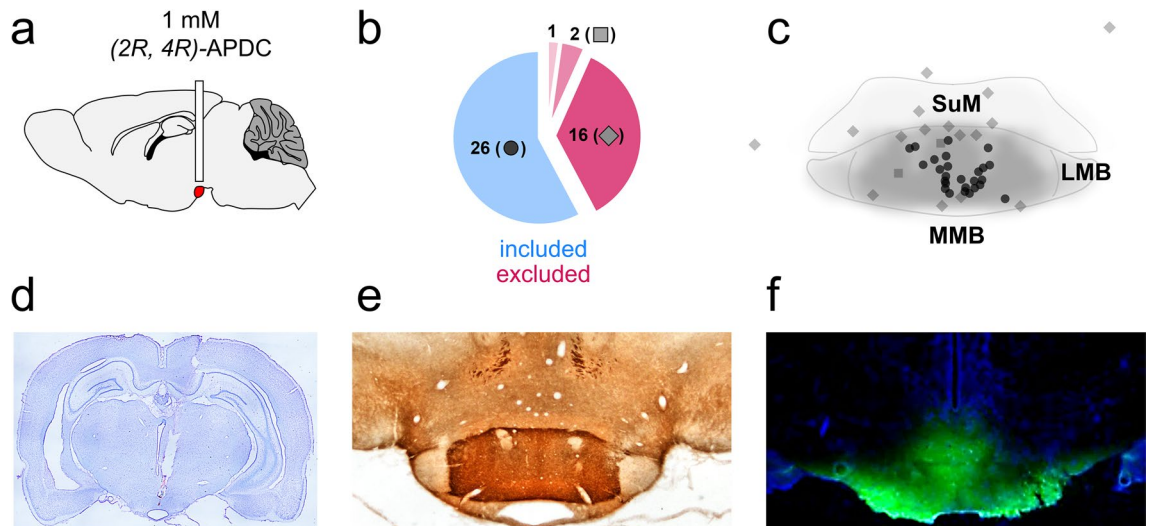 a
1 mM
(2R, 4R)-APDC
b
1
2 (■)
26 (●)
16 (◆)
included
excluded
c
SuM
LMB
MMB
d
e
f